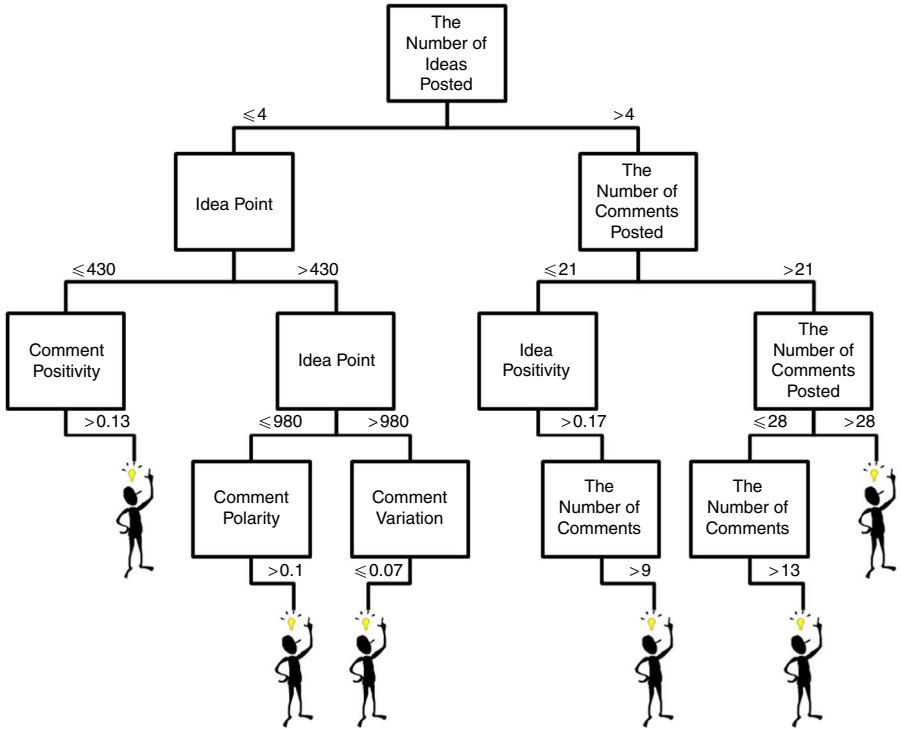 The
Number of
Ideas
Posted
⩽4
>4
Idea Point
The
Number of
Comments
Posted
⩽430
>430
⩽21
>21
Comment
Positivity
Idea Point
Idea
Positivity
The
Number of
Comments
Posted
>0.13
⩽980
>980
>0.17
⩽28
>28
Comment
Polarity
Comment
Variation
The
Number of
Comments
The
Number of
Comments
>0.1
⩽0.07
>9
>13